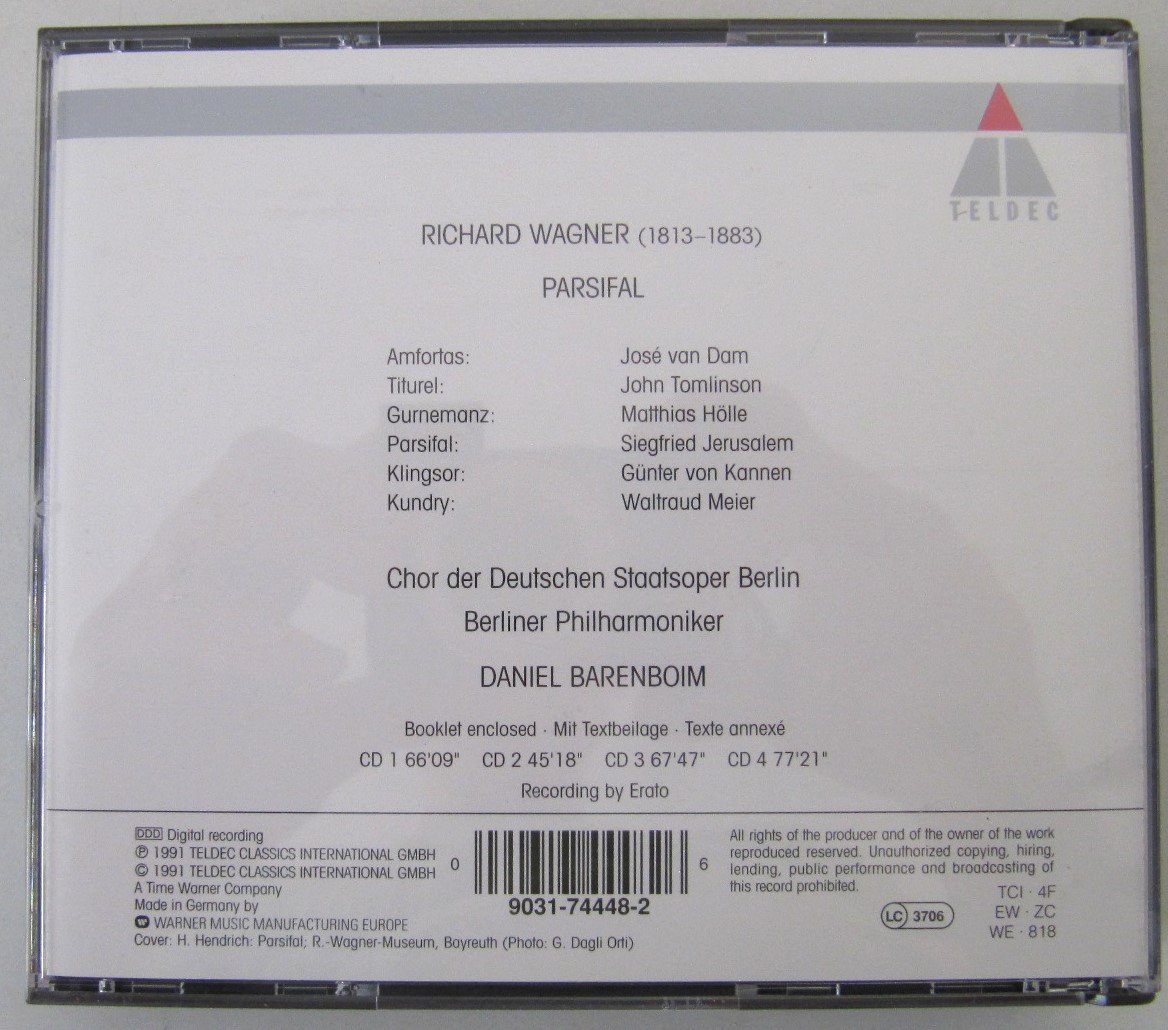 TELDEC
RICHARD WAGNER (1813–1883)
PARSIFAL
Amfortas: José van Dam
Titurel: John Tomlinson
Gurnemanz: Matthias Hölle
Parsifal: Siegfried Jerusalem
Klingsor: Günter von Kannen
Kundry: Waltraud Meier
Chor der Deutschen Staatsoper Berlin
Berliner Philharmoniker
DANIEL BARENBOIM
Booklet enclosed · Mit Textbeilage · Texte annexé
CD 1 66'09" CD 2 45'18" CD 3 67'47" CD 4 77'21"
Recording by Erato
DDD Digital recording
℗ 1991 TELDEC CLASSICS INTERNATIONAL GMBH
© 1991 TELDEC CLASSICS INTERNATIONAL GMBH
A Time Warner Company
Made in Germany by
WARNER MUSIC MANUFACTURING EUROPE
Cover: H. Hendrich: Parsifal; R.-Wagner-Museum, Bayreuth (Photo: G. Dagli Orti)
0 6
9031-74448-2
All rights of the producer and of the owner of the work
reproduced reserved. Unauthorized copying, hiring,
lending, public performance and broadcasting of
this record prohibited.
LC 3706
TCI · 4F
EW · ZC
WE · 818